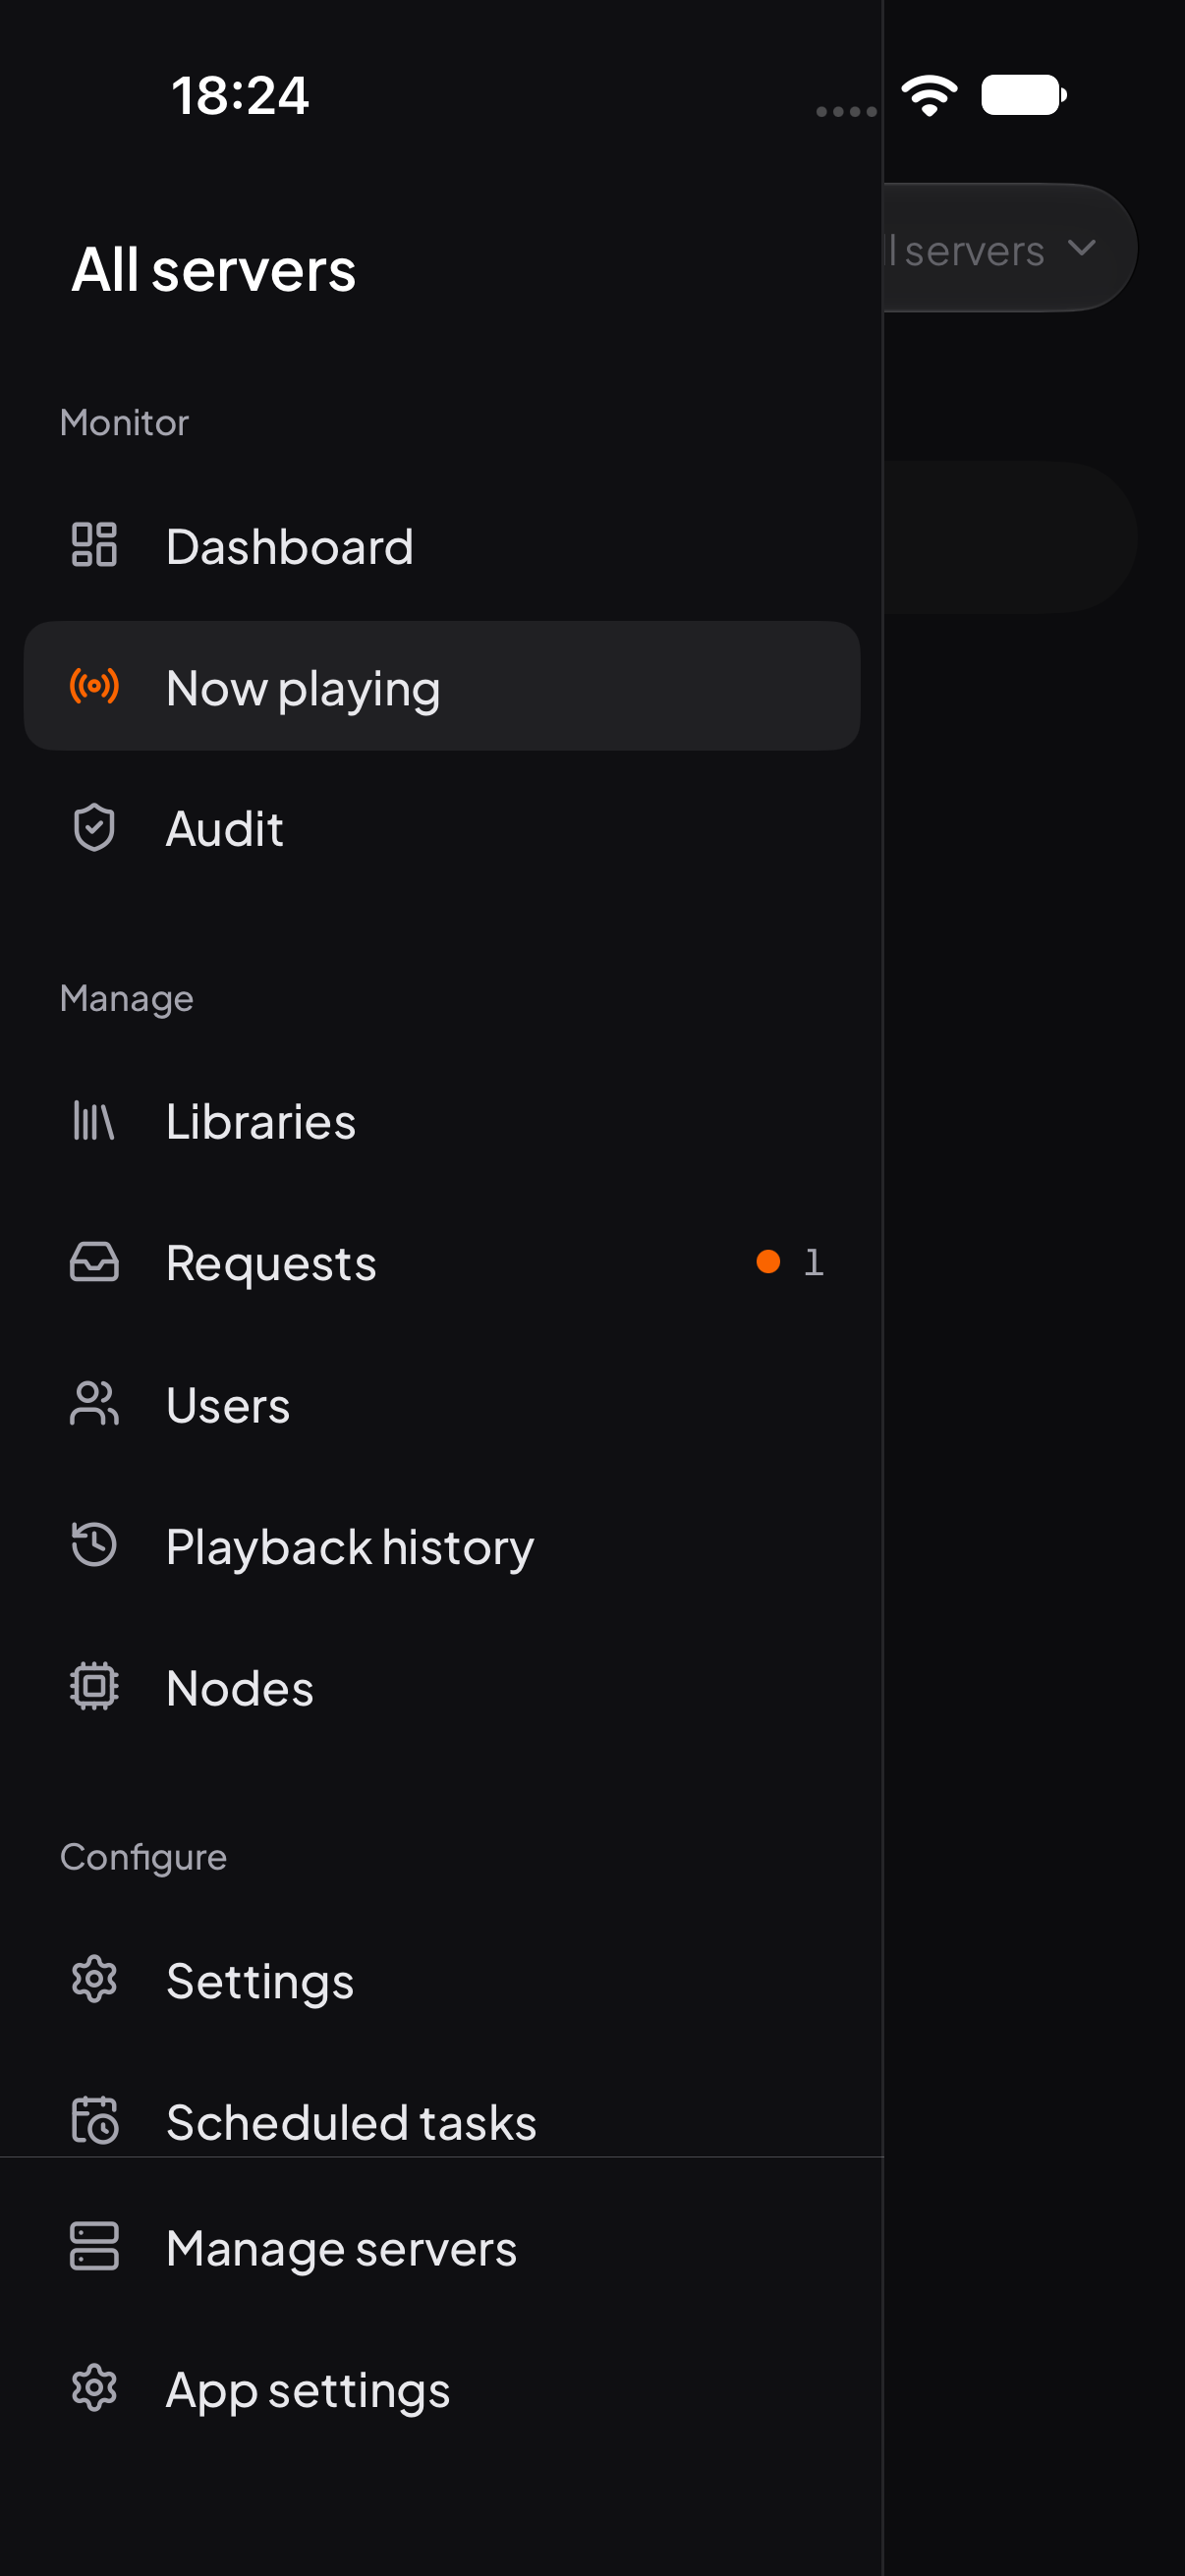 18:24
All servers
servers
Monitor
Dashboard
Now playing
Audit
Manage
Libraries
Requests 1
Users
Playback history
Nodes
Configure
Settings
Scheduled tasks
Manage servers
App settings